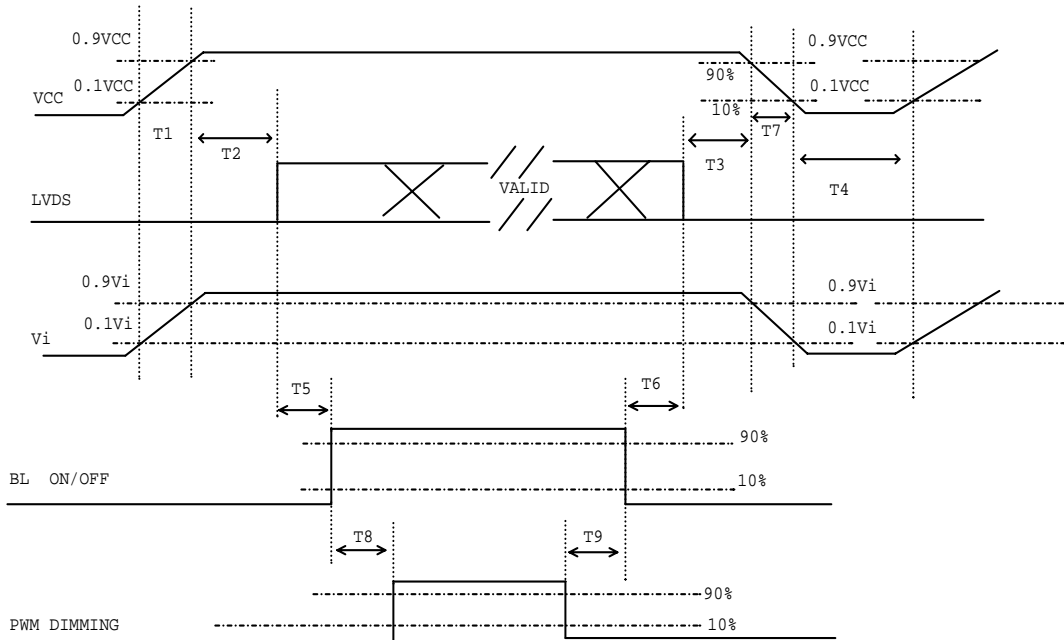 0.9VCC 0.9VCC
90%
0.1VCC 0.1VCC
VCC
10%
T1 T2 T3 T7
T4
LVDS VALID
0.9Vi 0.9Vi
0.1Vi 0.1Vi
Vi
T5 T6
90%
BL ON/OFF 10%
T8 T9
90%
PWM DIMMING 10%